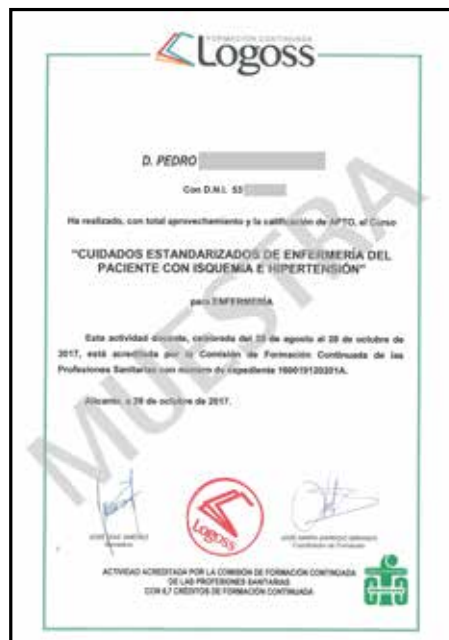 FORMACIÓN CONTINUADA
Logoss
D. PEDRO
Con D.N.I. 53
Ha realizado, con total aprovechamiento y la calificación de APTO, el Curso
"CUIDADOS ESTANDARIZADOS DE ENFERMERÍA DEL
PACIENTE CON ISQUEMIA E HIPERTENSIÓN"
para ENFERMERÍA
Esta actividad docente, celebrada del de agosto al 28 de octubre de
2017, está acreditada por la Comisión de Formación Continuada de las
Profesiones Sanitarias con número de expediente
Alicante, a de octubre de 2017.
MUESTRA
LOGOSS
Coordinador de Formación
ACTIVIDAD ACREDITADA POR LA COMISIÓN DE FORMACIÓN CONTINUADA
DE LAS PROFESIONES SANITARIAS
CON 6,7 CRÉDITOS DE FORMACIÓN CONTINUADA